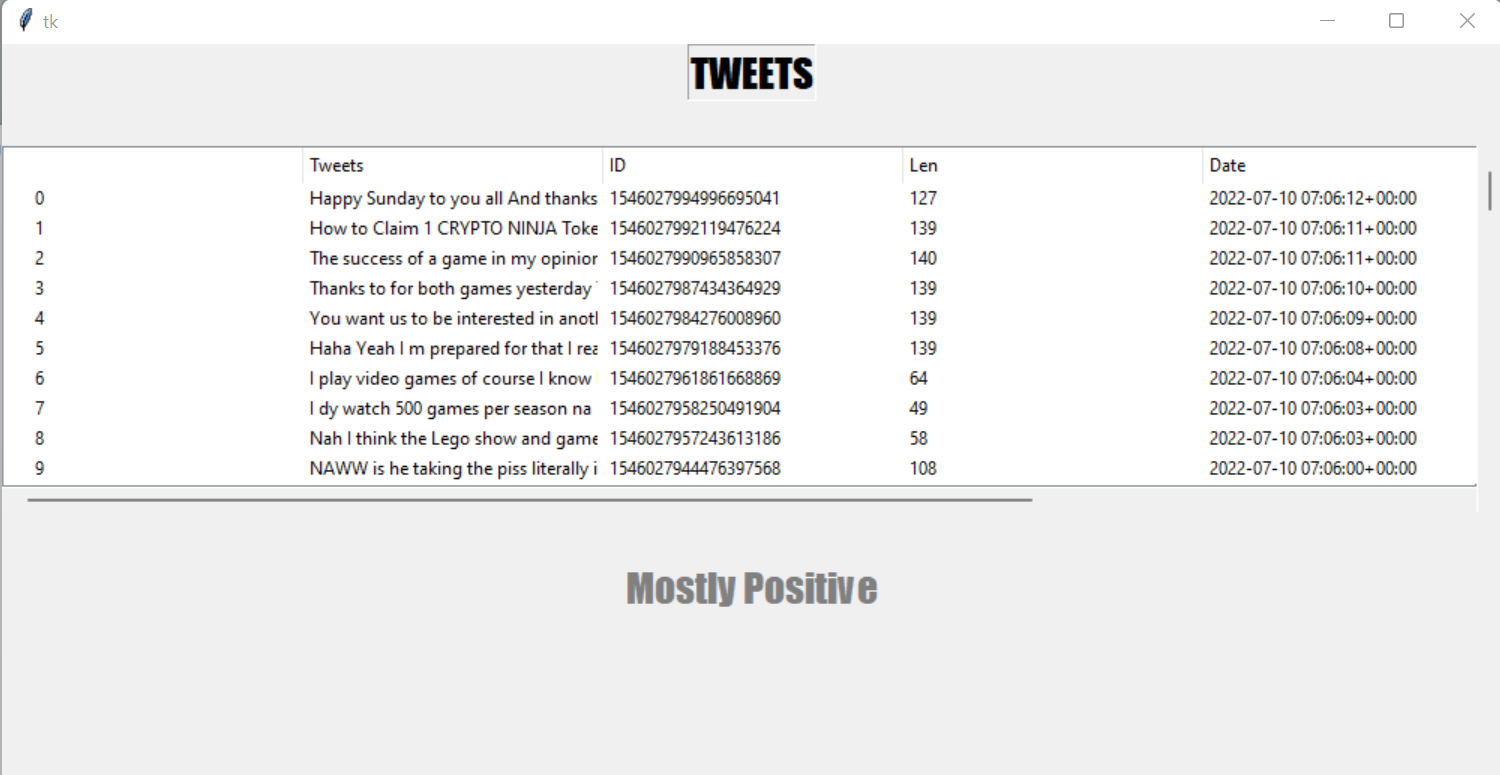 tk
TWEETS
Tweets ID Len Date
0 Happy Sunday to you all And thanks 1546027994996695041 127 2022-07-10 07:06:12+00:00
1 How to Claim 1 CRYPTO NINJA Toke 1546027992119476224 139 2022-07-10 07:06:11+00:00
2 The success of a game in my opinior 1546027990965858307 140 2022-07-10 07:06:11+00:00
3 Thanks to for both games yesterday 1546027987434364929 139 2022-07-10 07:06:10+00:00
4 You want us to be interested in anotl 1546027984276008960 139 2022-07-10 07:06:09+00:00
5 Haha Yeah I m prepared for that I rea 1546027979188453376 139 2022-07-10 07:06:08+00:00
6 I play video games of course I know 1546027961861668869 64 2022-07-10 07:06:04+00:00
7 I dy watch 500 games per season na 1546027958250491904 49 2022-07-10 07:06:03+00:00
8 Nah I think the Lego show and game 1546027957243613186 58 2022-07-10 07:06:03+00:00
9 NAWW is he taking the piss literally i 1546027944476397568 108 2022-07-10 07:06:00+00:00
Mostly Positive